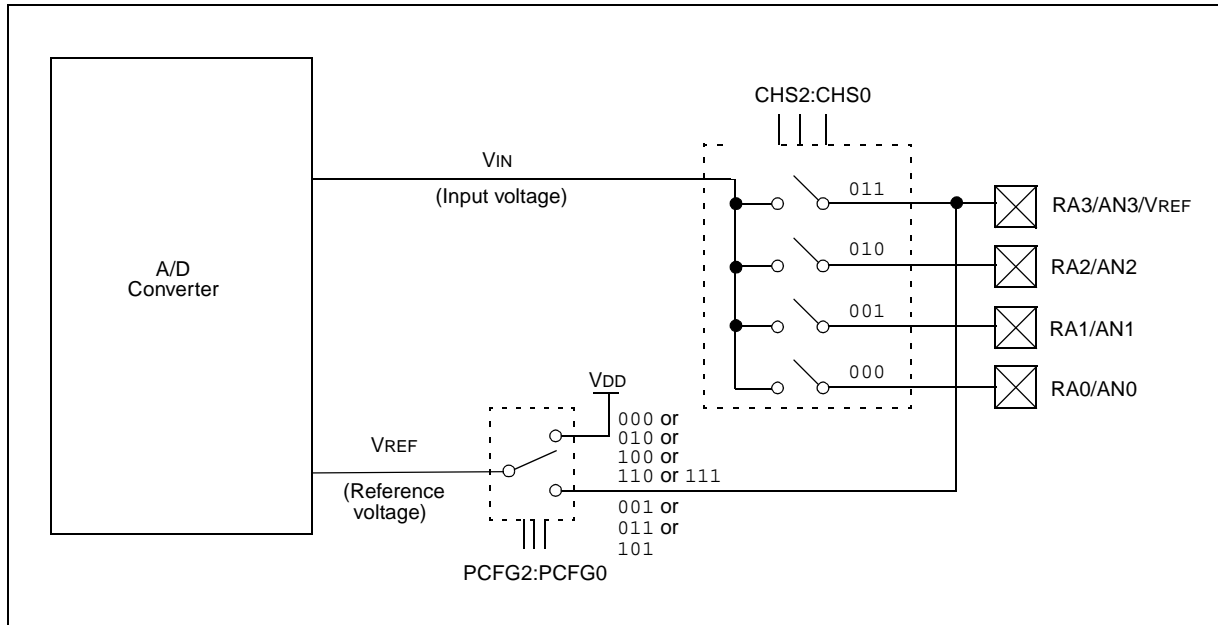 CHS2:CHS0
VIN
(Input voltage)
011
RA3/AN3/VREF
A/D
Converter
010
RA2/AN2
001
RA1/AN1
000
RA0/AN0
VDD
000 or
010 or
100 or
110 or 111
VREF
(Reference
voltage)
001 or
011 or
101
PCFG2:PCFG0